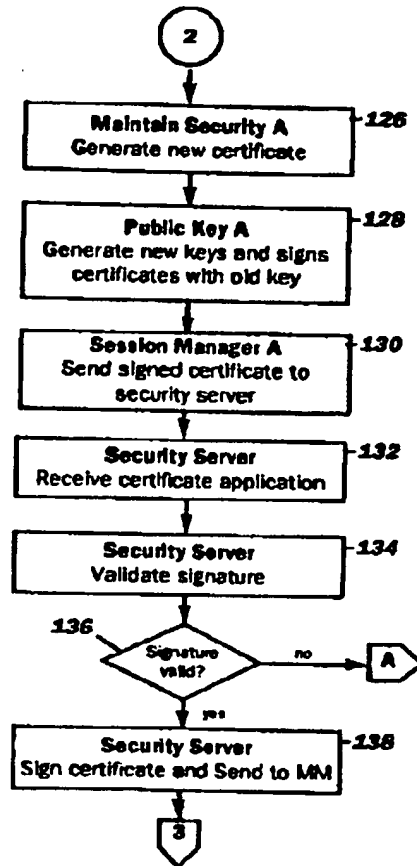 2
Maintain Security A
126
Generate new certificate
Public Key A
128
Generate new keys and signs
certificates with old key
Session Manager A
130
Send signed certificate to
security server
Security Server
132
Receive certificate application
Security Server
134
Validate signature
136
Signature
valid?
no
A
yes
Security Server
138
Sign certificate and Send to MM
3